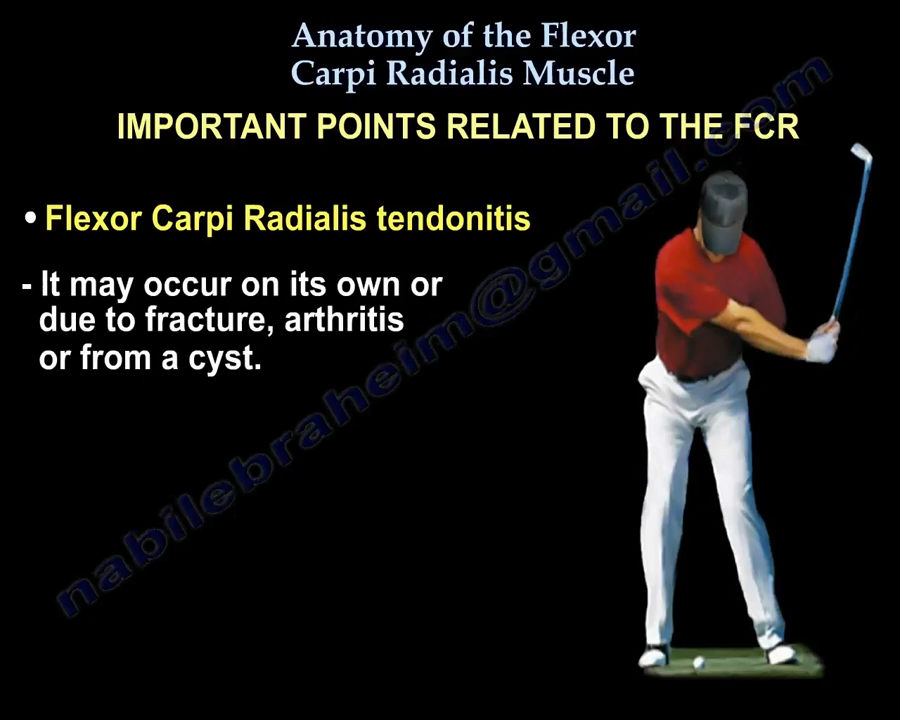 Anatomy of the Flexor
Carpi Radialis Muscle
IMPORTANT POINTS RELATED TO THE FCR
• Flexor Carpi Radialis tendonitis
- It may occur on its own or
due to fracture, arthritis
or from a cyst.
nabilebraheim@gmail.com